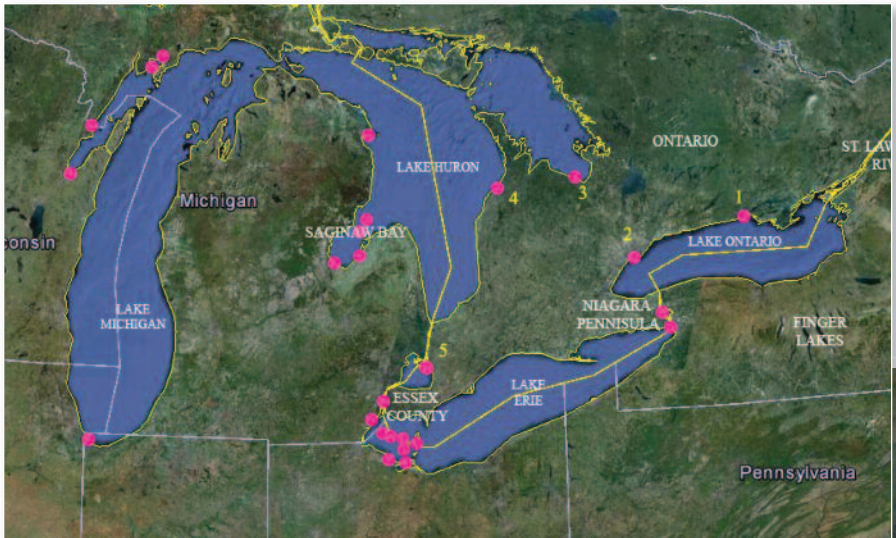 ONTARIO
ST. LAW
RIV
LAKE HURON
4
3
Michigan
1
SAGINAW BAY
consin
2
LAKE ONTARIO
LAKE
MICHIGAN
NIAGARA
PENNISULA
FINGER
LAKES
5
LAKE
ERIE
ESSEX
COUNTY
Pennsylvania